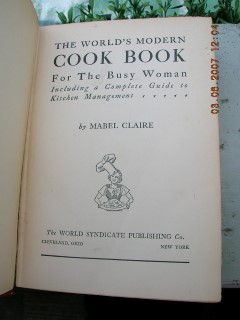 THE WORLD'S MODERN
COOK BOOK
For The Busy Woman
Including a Complete Guide to
Kitchen Management . . . . .
by MABEL CLAIRE
The WORLD SYNDICATE PUBLISHING Co.
CLEVELAND, OHIO NEW YORK
03/08/2007 12:04